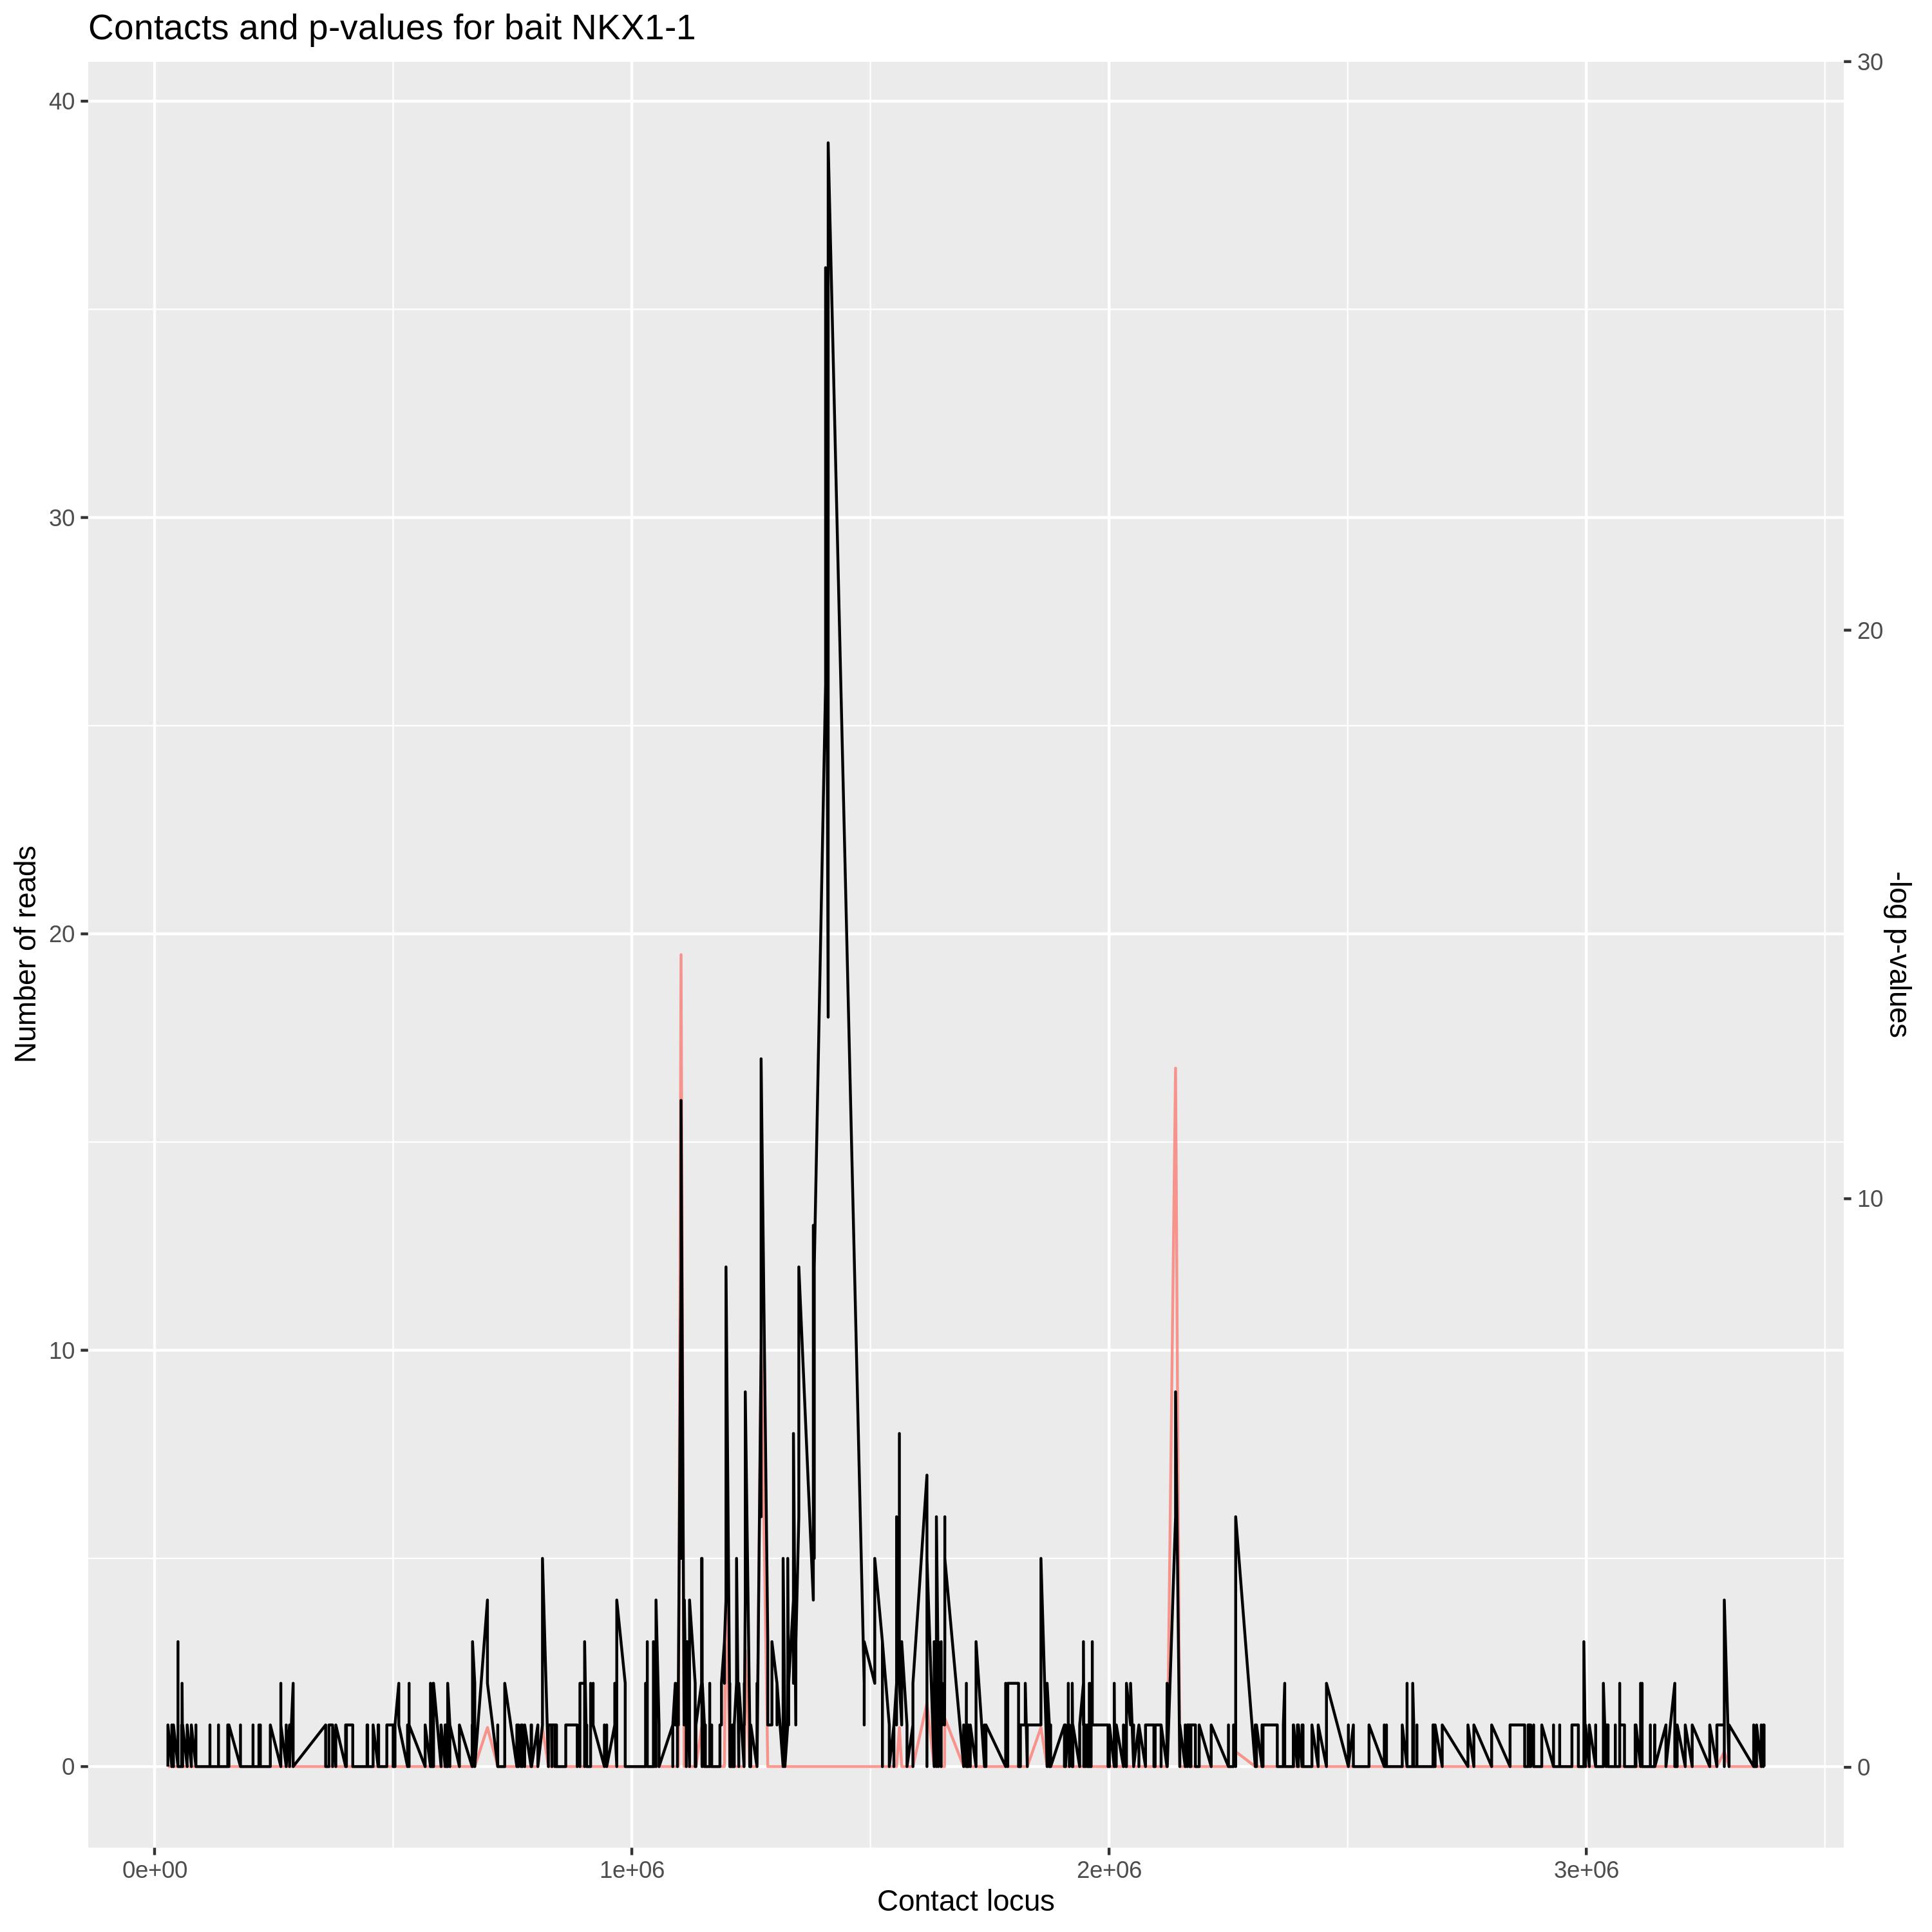 Contacts and p-values for bait NKX1-1
40
30
20
10
0
30
20
10
0
Number of reads
-log p-values
0e+00 1e+06 2e+06 3e+06
Contact locus